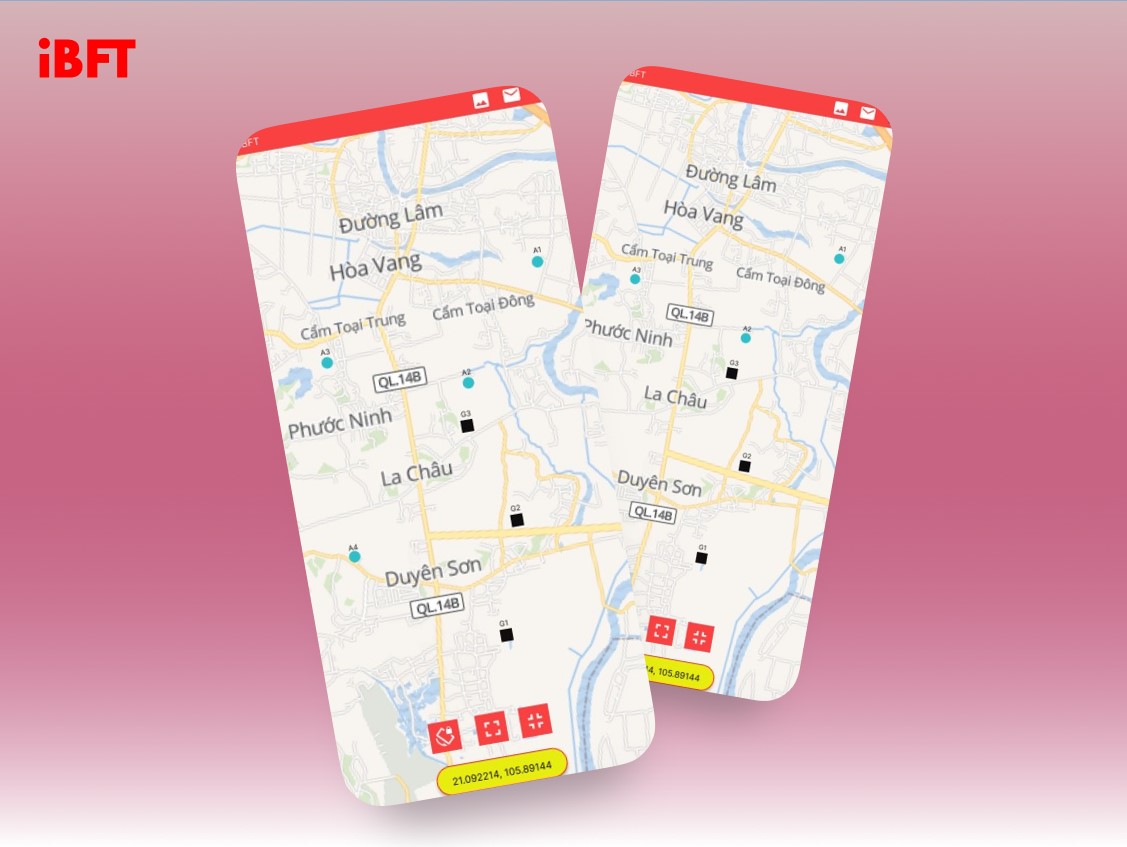 iBFT
iBFT
Đường Lâm
Hòa Vang
A1
Cẩm Toại Đông
Cẩm Toại Trung
A3
QL.14B
A2
G3
Phước Ninh
La Châu
G2
A4
Duyên Sơn
QL.14B
G1
21.092214, 105.89144
iBFT
Đường Lâm
Hòa Vang
A1
Cẩm Toại Trung
Cẩm Toại Đông
A3
QL.14B
Phước Ninh
A2
G3
La Châu
G2
Duyên Sơn
QL.14B
G1
14, 105.89144